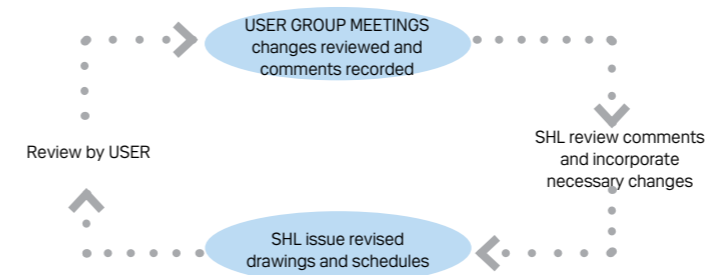 USER GROUP MEETINGS
changes reviewed and
comments recorded
SHL review comments
and incorporate
necessary changes
Review by USER
SHL issue revised
drawings and schedules